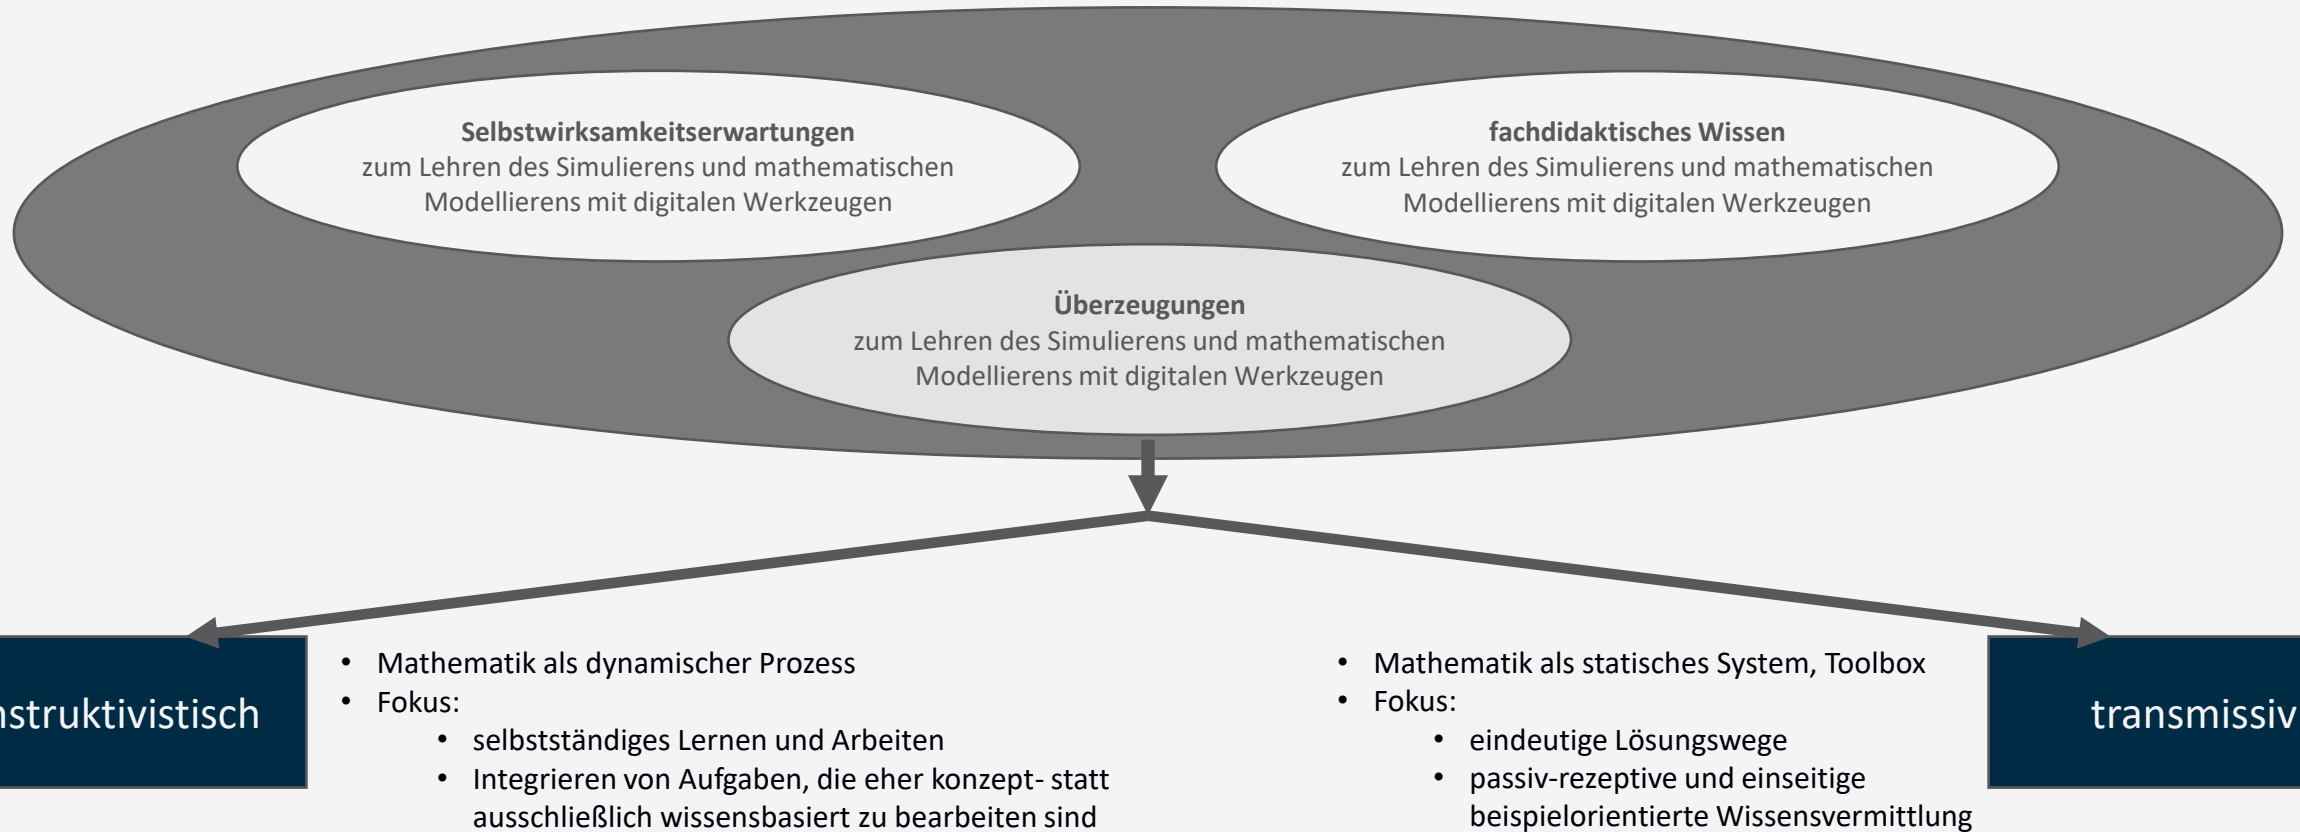 Selbstwirksamkeitserwartungen
zum Lehren des Simulierens und mathematischen
Modellierens mit digitalen Werkzeugen
fachdidaktisches Wissen
zum Lehren des Simulierens und mathematischen
Modellierens mit digitalen Werkzeugen
Überzeugungen
zum Lehren des Simulierens und mathematischen
Modellierens mit digitalen Werkzeugen
nstruktivistisch
• Mathematik als dynamischer Prozess
• Fokus:
• selbstständiges Lernen und Arbeiten
• Integrieren von Aufgaben, die eher konzept- statt
ausschließlich wissensbasiert zu bearbeiten sind
• Mathematik als statisches System, Toolbox
• Fokus:
• eindeutige Lösungswege
• passiv-rezeptive und einseitige
beispielorientierte Wissensvermittlung
transmissiv